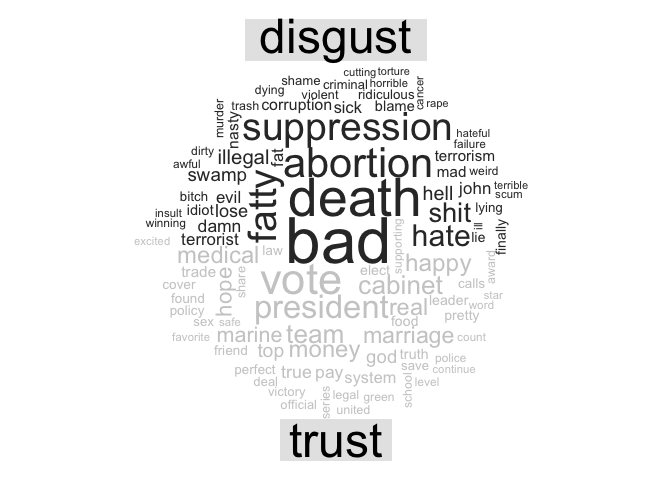 disgust
cutting torture
shame criminal horrible
dying violent ridiculous cancer
murder trash corruption sick blame rape
nasty suppression hateful
failure
dirty illegal fat abortion terrorism
awful swamp mad weird
fatty death hell john terrible
bitch evil scum
insult idiot lose shit lying
winning damn bad hate ill
terrorist lie finally
excited supporting
medical law happy
trade hope share vote elect cabinet calls award
cover star
found president real leader word
policy food pretty
sex safe
favorite marine team marriage count
friend top money god truth police
perfect true pay system save continue
deal school level
victory series legal green
official united
trust